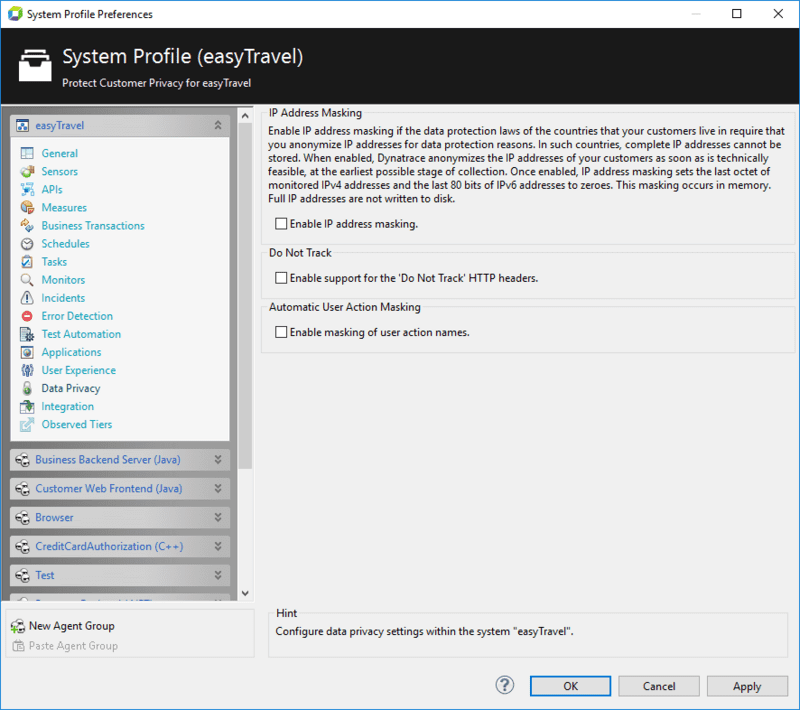 System Profile Preferences
System Profile (easyTravel)
Protect Customer Privacy for easyTravel
easyTravel
General
Sensors
APIs
Measures
Business Transactions
Schedules
Tasks
Monitors
Incidents
Error Detection
Test Automation
Applications
User Experience
Data Privacy
Integration
Observed Tiers
Business Backend Server (Java)
Customer Web Frontend (Java)
Browser
CreditCardAuthorization (C++)
Test
New Agent Group
Paste Agent Group
IP Address Masking
Enable IP address masking if the data protection laws of the countries that your customers live in require that
you anonymize IP addresses for data protection reasons. In such countries, complete IP addresses cannot be
stored. When enabled, Dynatrace anonymizes the IP addresses of your customers as soon as is technically
feasible, at the earliest possible stage of collection. Once enabled, IP address masking sets the last octet of
monitored IPv4 addresses and the last 80 bits of IPv6 addresses to zeroes. This masking occurs in memory.
Full IP addresses are not written to disk.
Enable IP address masking.
Do Not Track
Enable support for the 'Do Not Track' HTTP headers.
Automatic User Action Masking
Enable masking of user action names.
Hint
Configure data privacy settings within the system "easyTravel".
?
OK
Cancel
Apply